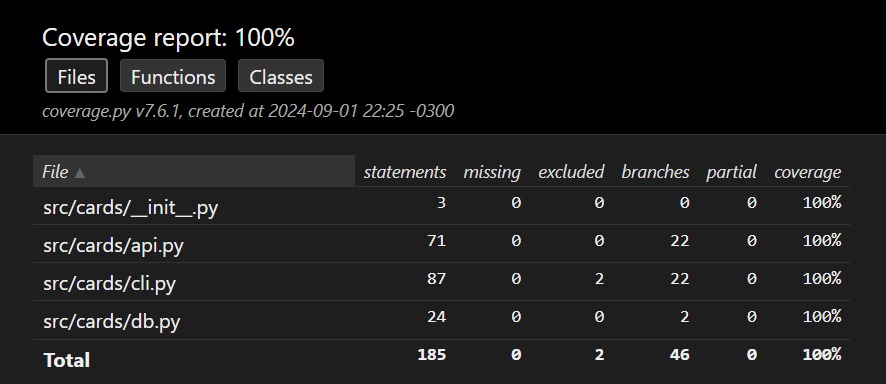 Coverage report: 100%
Files Functions Classes
coverage.py v7.6.1, created at 2024-09-01 22:25 -0300
File ▲ statements missing excluded branches partial coverage
src/cards/__init__.py 3 0 0 0 0 100%
src/cards/api.py 71 0 0 22 0 100%
src/cards/cli.py 87 0 2 22 0 100%
src/cards/db.py 24 0 0 2 0 100%
Total 185 0 2 46 0 100%